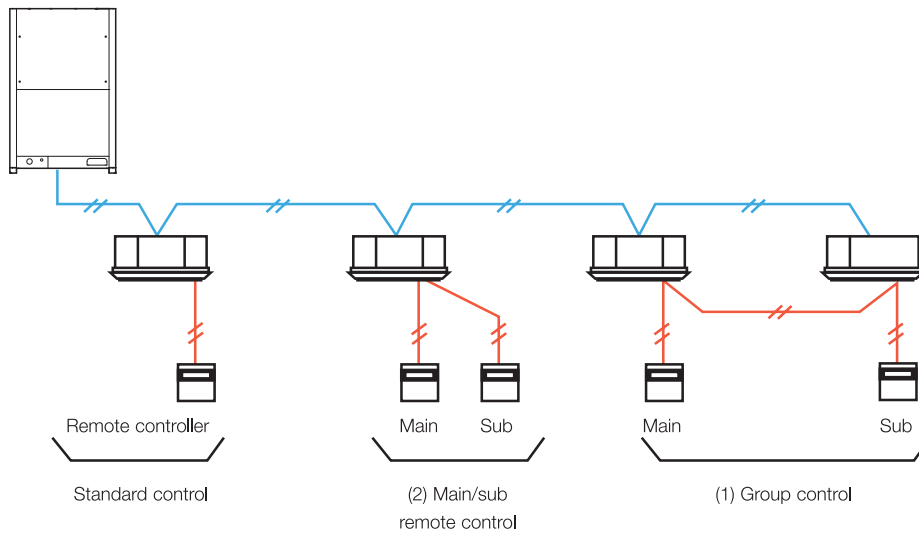 Remote controller
Main
Sub
Main
Sub
Standard control
(2) Main/sub
remote control
(1) Group control